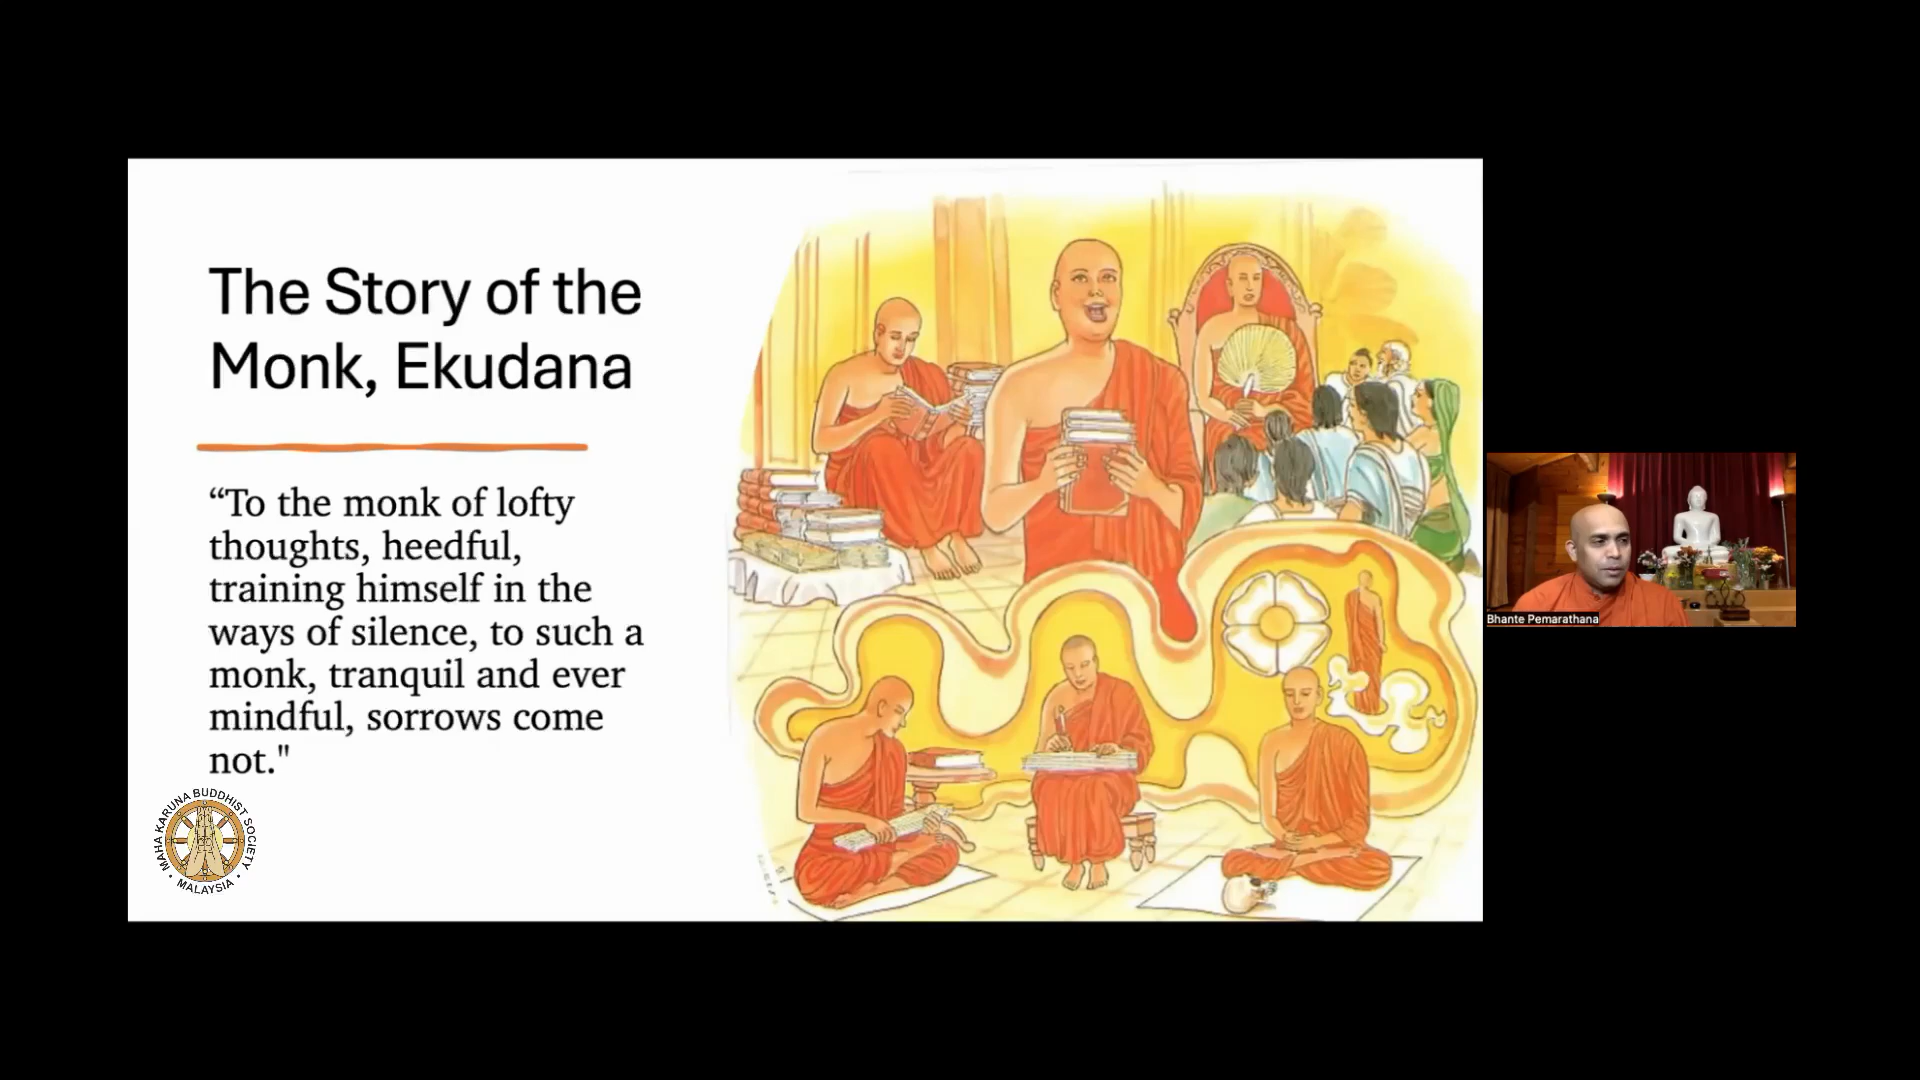 The Story of the
Monk, Ekudana
“To the monk of lofty
thoughts, heedful,
training himself in the
ways of silence, to such a
monk, tranquil and ever
mindful, sorrows come
not."
MAHA KARUNA BUDDHIST SOCIETY
• MALAYSIA •
Bhante Pemarathana